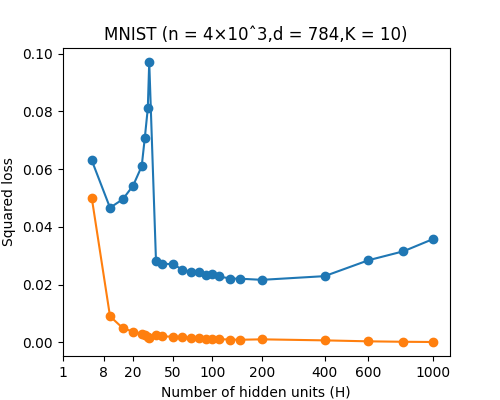 MNIST (n = 4×10ˆ3,d = 784,K = 10)
Squared loss
0.10
0.08
0.06
0.04
0.02
0.00
1 8 20 50 100 200 400 600 1000
Number of hidden units (H)